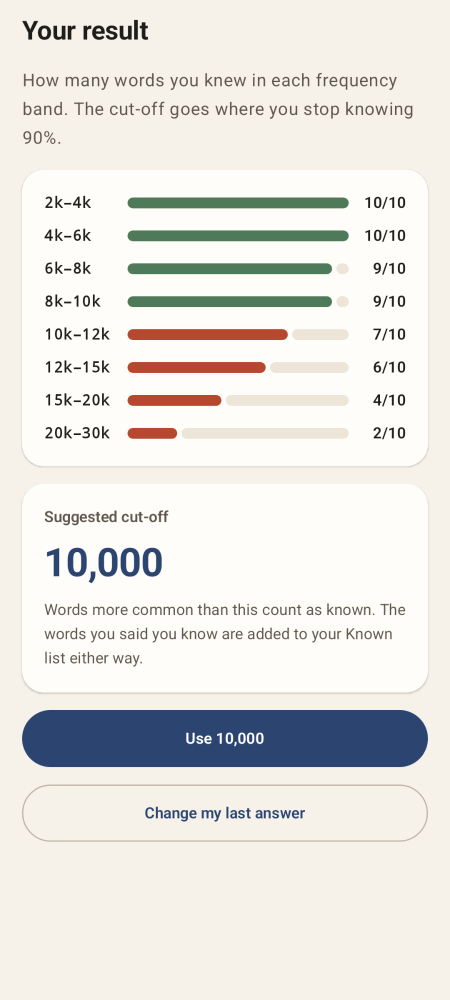 Your result
How many words you knew in each frequency
band. The cut-off goes where you stop knowing
90%.
2k–4k 10/10
4k–6k 10/10
6k–8k 9/10
8k–10k 9/10
10k–12k 7/10
12k–15k 6/10
15k–20k 4/10
20k–30k 2/10
Suggested cut-off
10,000
Words more common than this count as known. The
words you said you know are added to your Known
list either way.
Use 10,000
Change my last answer